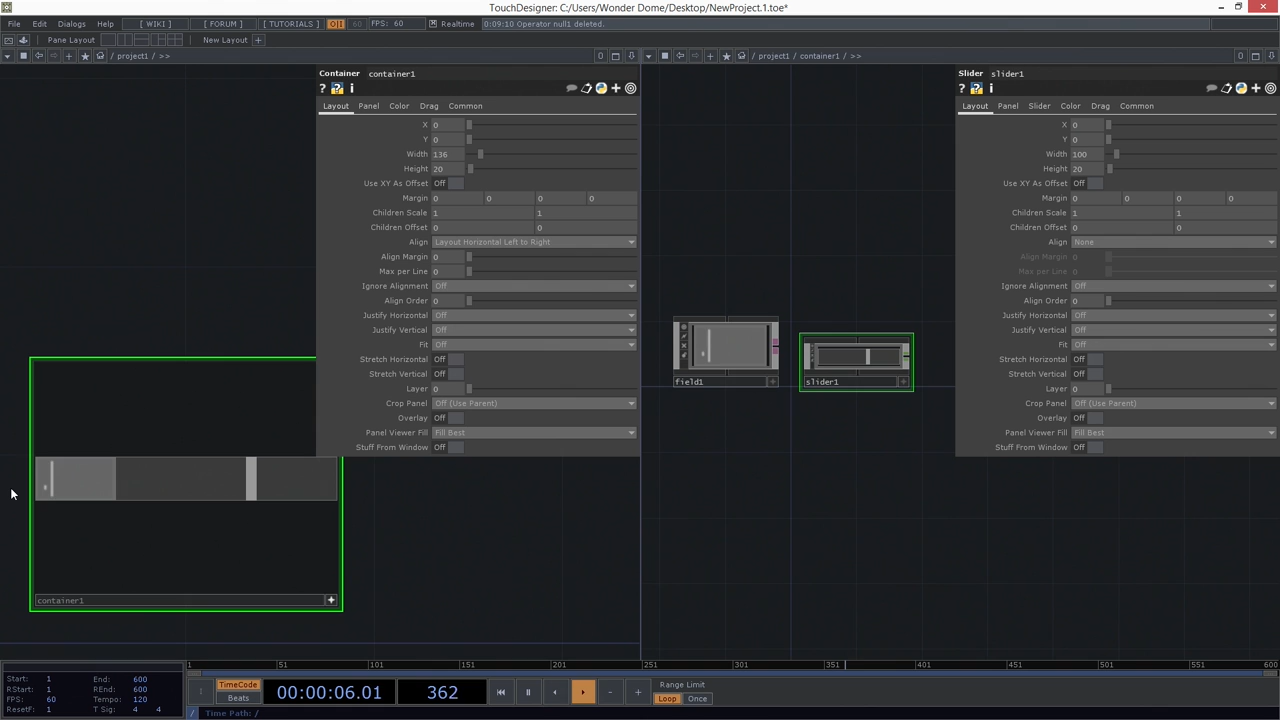 TouchDesigner: C:/Users/Wonder Dome/Desktop/NewProject.1.toe*
File Edit Dialogs Help [ WIKI ] [ FORUM ] [ TUTORIALS ] O|I 60 FPS: 60 Realtime 0:09:10 Operator null1 deleted.
Pane Layout New Layout +
/ project1 / >> 0
/ project1 / container1 / >> 0
Container container1
? ? i
Layout Panel Color Drag Common
X 0
Y 0
Width 136
Height 20
Use XY As Offset Off
Margin 0 0 0 0
Children Scale 1 1
Children Offset 0 0
Align Layout Horizontal Left to Right
Align Margin 0
Max per Line 0
Ignore Alignment Off
Align Order 0
Justify Horizontal Off
Justify Vertical Off
Fit Off
Stretch Horizontal Off
Stretch Vertical Off
Layer 0
Crop Panel Off (Use Parent)
Overlay Off
Panel Viewer Fill Fill Best
Stuff From Window Off
container1
field1
slider1
Slider slider1
? ? i
Layout Panel Slider Color Drag Common
X 0
Y 0
Width 100
Height 20
Use XY As Offset Off
Margin 0 0 0 0
Children Scale 1 1
Children Offset 0 0
Align None
Align Margin 0
Max per Line 0
Ignore Alignment Off
Align Order 0
Justify Horizontal Off
Justify Vertical Off
Fit Off
Stretch Horizontal Off
Stretch Vertical Off
Layer 0
Crop Panel Off (Use Parent)
Overlay Off
Panel Viewer Fill Fill Best
Stuff From Window Off
1 51 101 151 201 251 301 351 401 451 501 551 600
Start: 1 End: 600
RStart: 1 REnd: 600
FPS: 60 Tempo: 120
ResetF: 1 T Sig: 4 4
TimeCode
Beats
00:00:06.01
362
Range Limit
Loop Once
/ Time Path: /